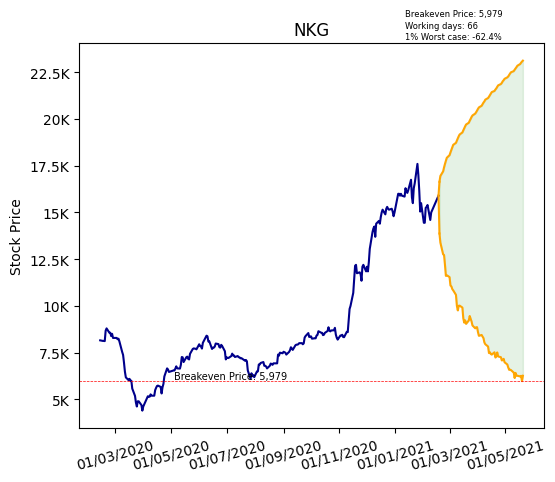 Breakeven Price: 5,979
Working days: 66
1% Worst case: -62.4%
NKG
Stock Price
22.5K
20K
17.5K
15K
12.5K
10K
7.5K
5K
Breakeven Price: 5,979
01/03/2020
01/05/2020
01/07/2020
01/09/2020
01/11/2020
01/01/2021
01/03/2021
01/05/2021